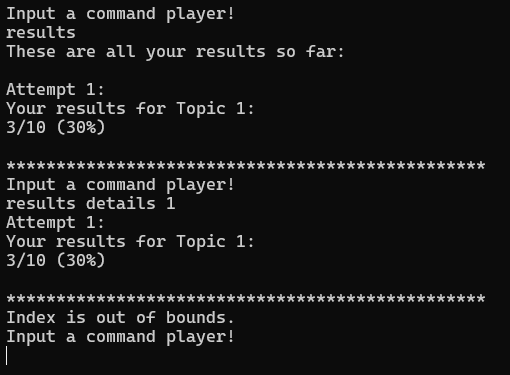 Input a command player!
results
These are all your results so far:
Attempt 1:
Your results for Topic 1:
3/10 (30%)
************************************************
Input a command player!
results details 1
Attempt 1:
Your results for Topic 1:
3/10 (30%)
************************************************
Index is out of bounds.
Input a command player!